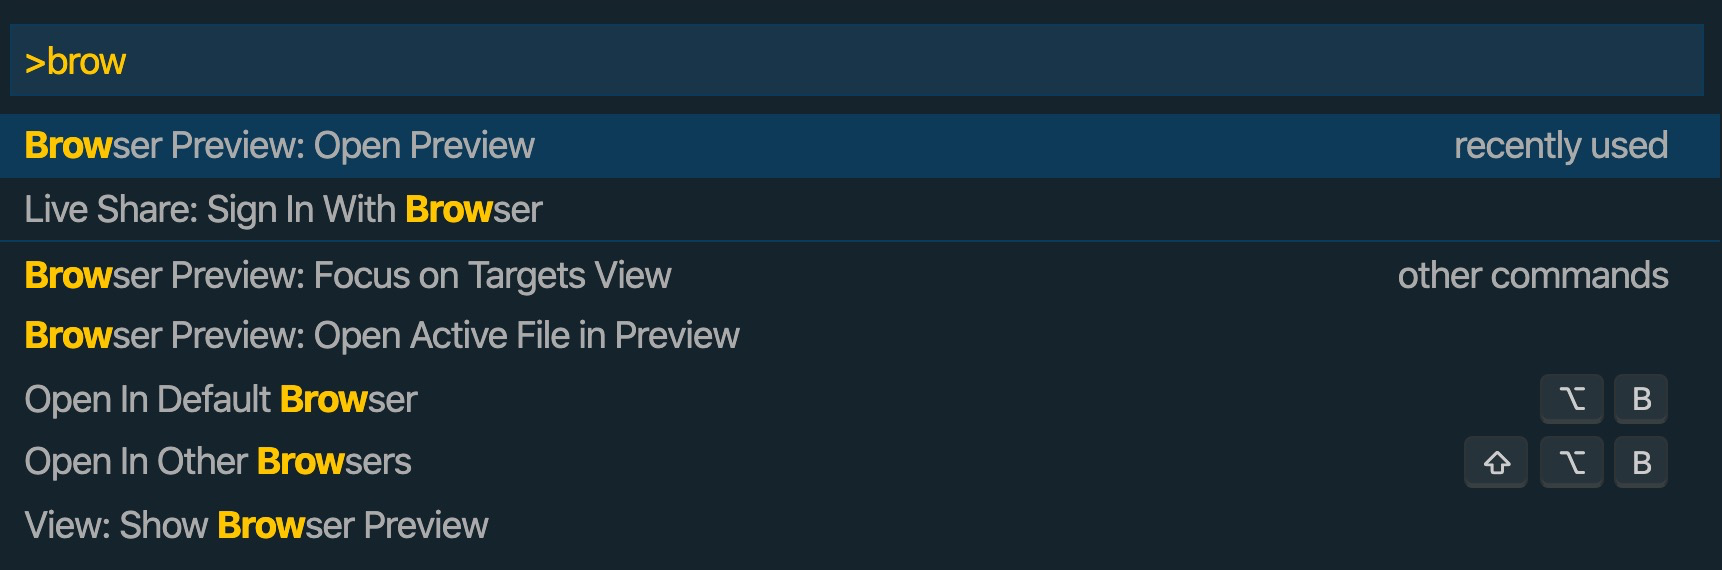 >brow
Browser Preview: Open Preview recently used
Live Share: Sign In With Browser
Browser Preview: Focus on Targets View other commands
Browser Preview: Open Active File in Preview
Open In Default Browser ⌥ B
Open In Other Browsers ⇧ ⌥ B
View: Show Browser Preview